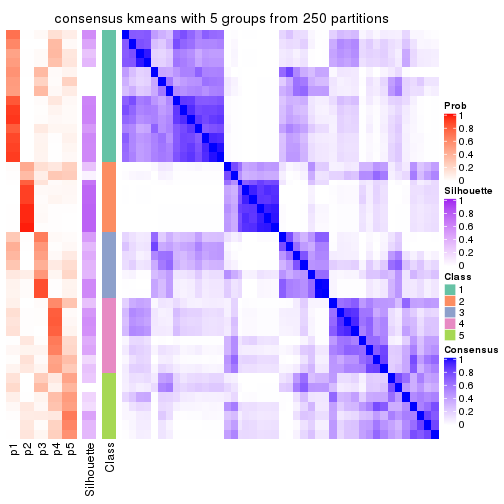 consensus kmeans with 5 groups from 250 partitions
Prob
1
0.8
0.6
0.4
0.2
0
Silhouette
1
0.8
0.6
0.4
0.2
0
Class
1
2
3
4
5
Consensus
1
0.8
0.6
0.4
0.2
0
p1
p2
p3
p4
p5
Silhouette
Class